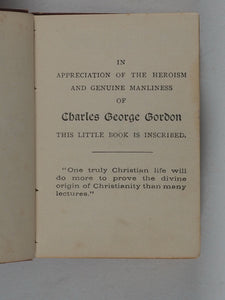 IN
APPRECIATION OF THE HEROISM
AND GENUINE MANLINESS
OF
Charles George Gordon
THIS LITTLE BOOK IS INSCRIBED.
"One truly Christian life will
do more to prove the divine
origin of Christianity than many
lectures."